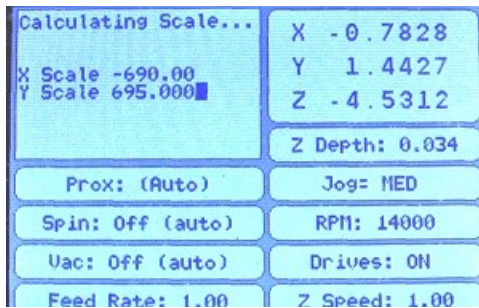 Calculating Scale...
X Scale -690.00
Y Scale 695.000
X -0.7828
Y 1.4427
Z -4.5312
Z Depth: 0.034
Prox: (Auto)
Jog= MED
Spin: Off (auto)
RPM: 14000
Vac: Off (auto)
Drives: ON
Feed Rate: 1.00
Z Speed: 1.00